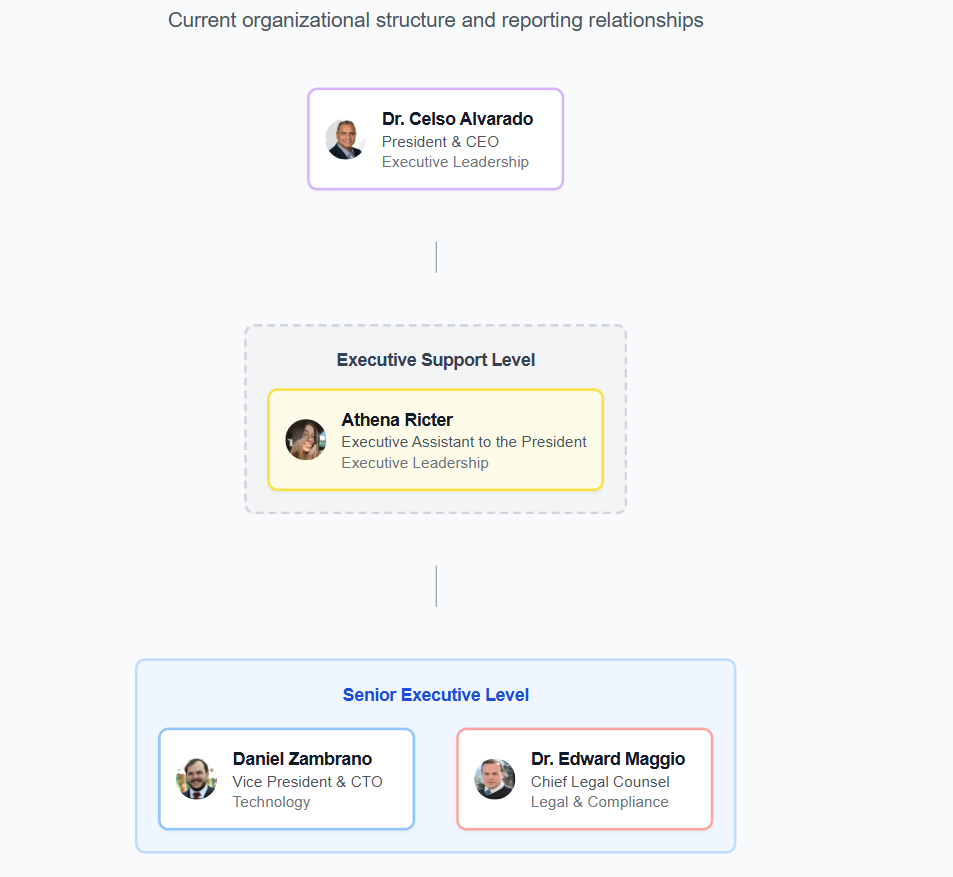 Current organizational structure and reporting relationships
Dr. Celso Alvarado
President & CEO
Executive Leadership
Executive Support Level
Athena Ricter
Executive Assistant to the President
Executive Leadership
Senior Executive Level
Daniel Zambrano
Vice President & CTO
Technology
Dr. Edward Maggio
Chief Legal Counsel
Legal & Compliance